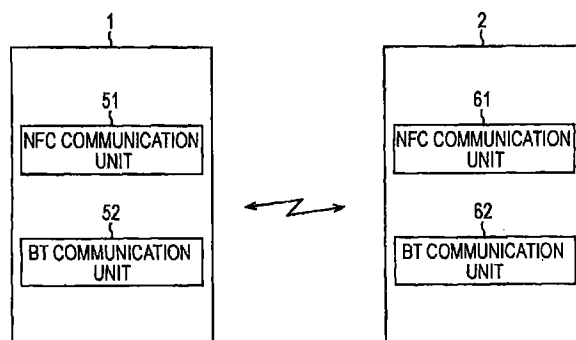 1
2
51
NFC COMMUNICATION
UNIT
52
BT COMMUNICATION
UNIT
61
NFC COMMUNICATION
UNIT
62
BT COMMUNICATION
UNIT